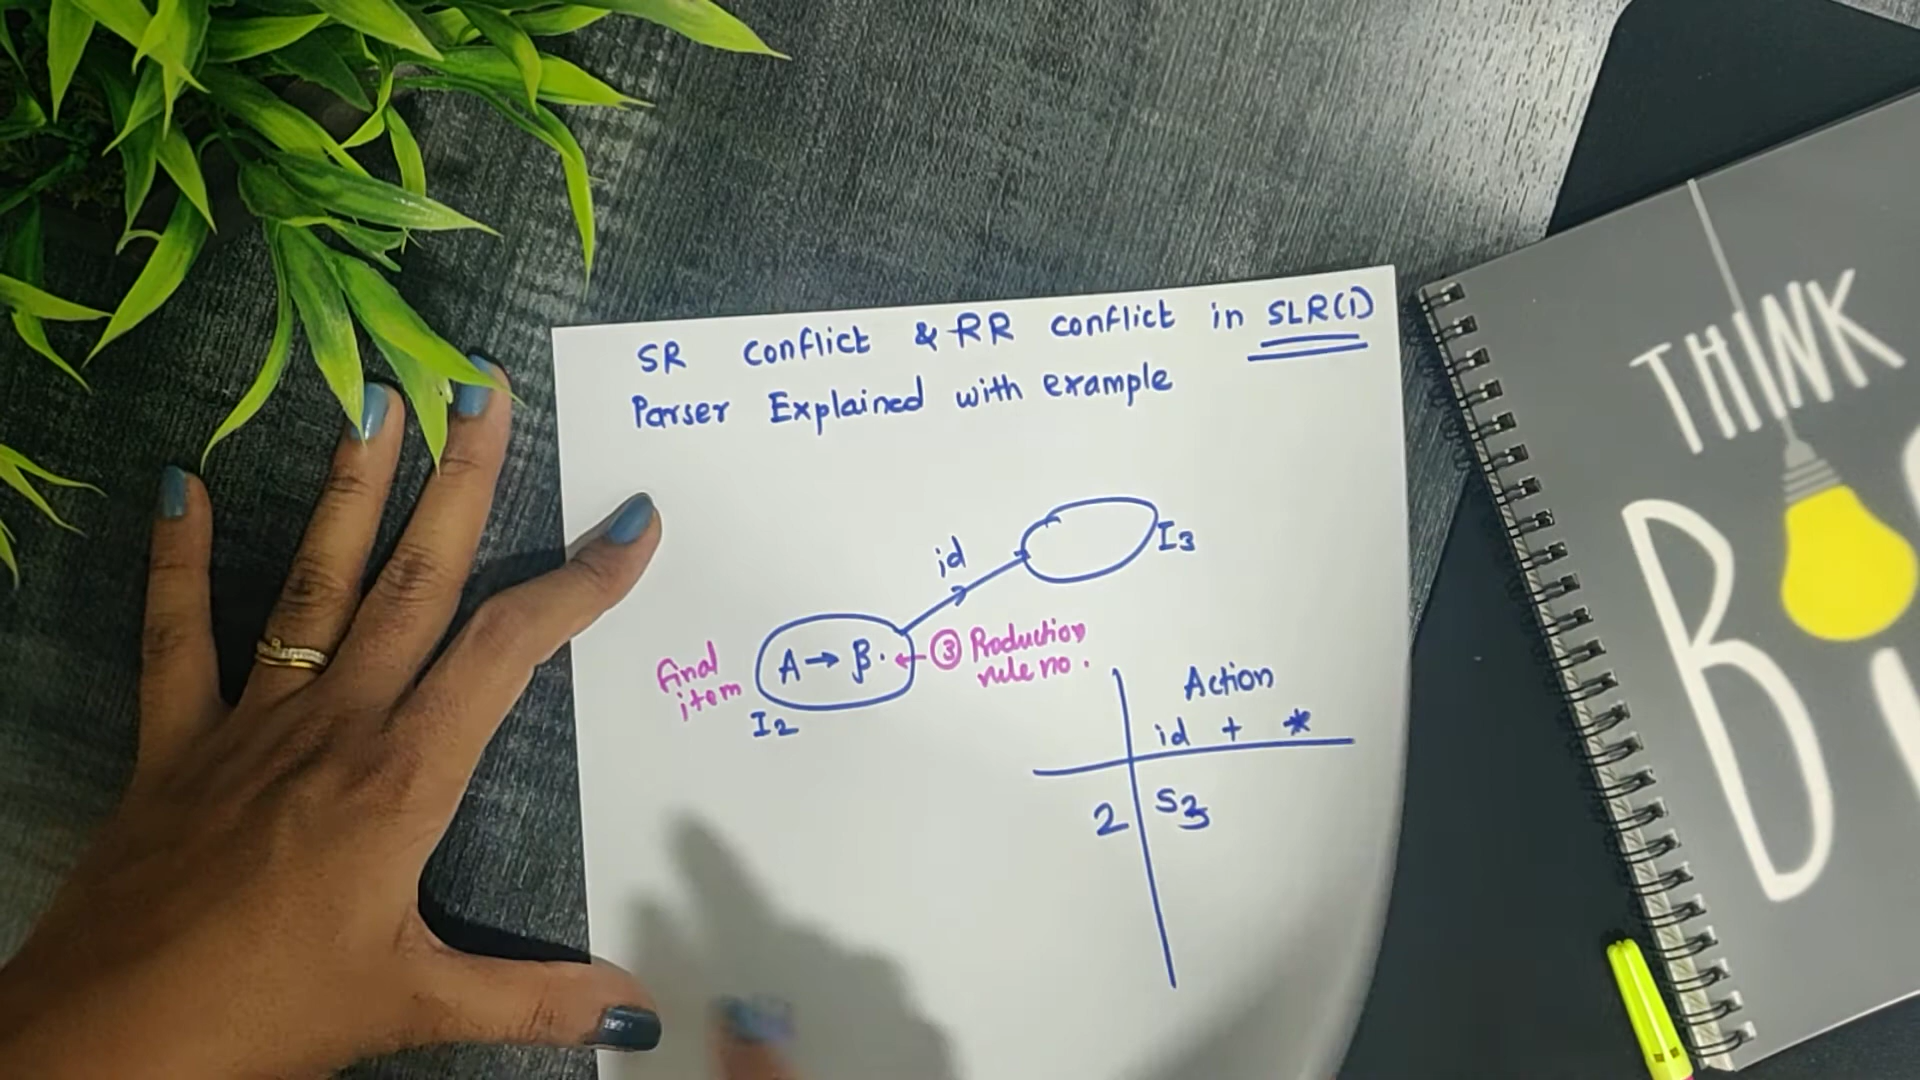 SR Conflict & RR conflict in SLR(1)
Parser Explained with example
id
I3
final
item
A → β.
← ③ Production
rule no.
I2
Action
id + *
2 S3
THINK